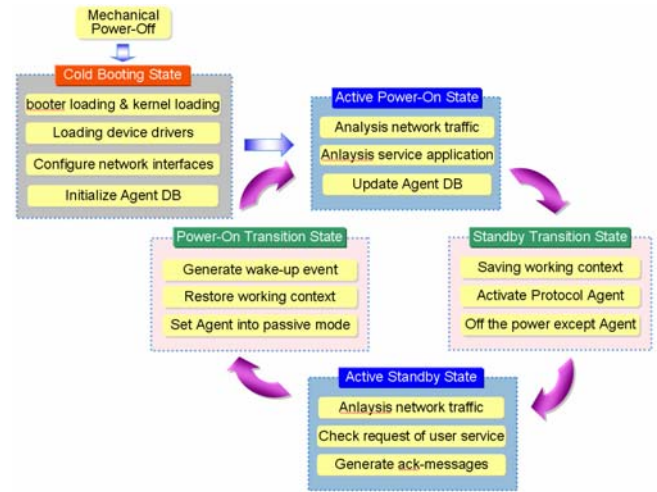 Mechanical
Power-Off
Cold Booting State
booter loading & kernel loading
Loading device drivers
Configure network interfaces
Initialize Agent DB
Active Power-On State
Analysis network traffic
Anlaysis service application
Update Agent DB
Power-On Transition State
Generate wake-up event
Restore working context
Set Agent into passive mode
Standby Transition State
Saving working context
Activate Protocol Agent
Off the power except Agent
Active Standby State
Anlaysis network traffic
Check request of user service
Generate ack-messages